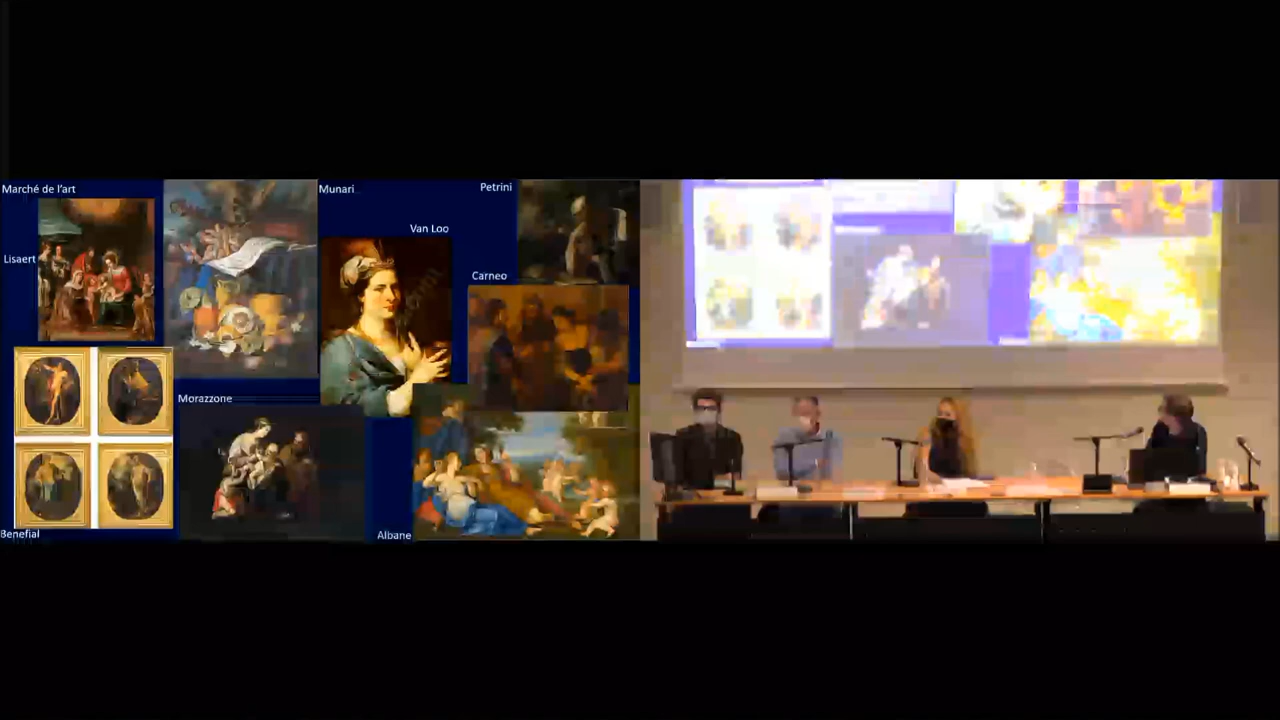 Marché de l'art
Lisaert
Munari
Petrini
Van Loo
Carneo
Morazzone
Benefial
Albane